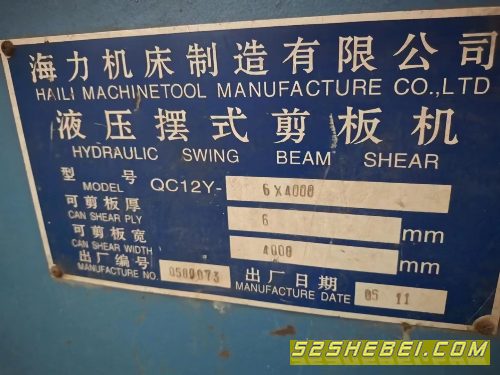 海力机床制造有限公司
HAILI MACHINETOOL MANUFACTURE CO.,LTD
液压摆式剪板机
HYDRAULIC SWING BEAM SHEAR
型号 MODEL QC12Y- 6×4000
可剪板厚 CAN SHEAR PLY 6 mm
可剪板宽 CAN SHEAR WIDTH 4000 mm
出厂编号 MANUFACTURE NO. 0580073 出厂日期 MANUFACTURE DATE 05 11
52SHEBEI.COM